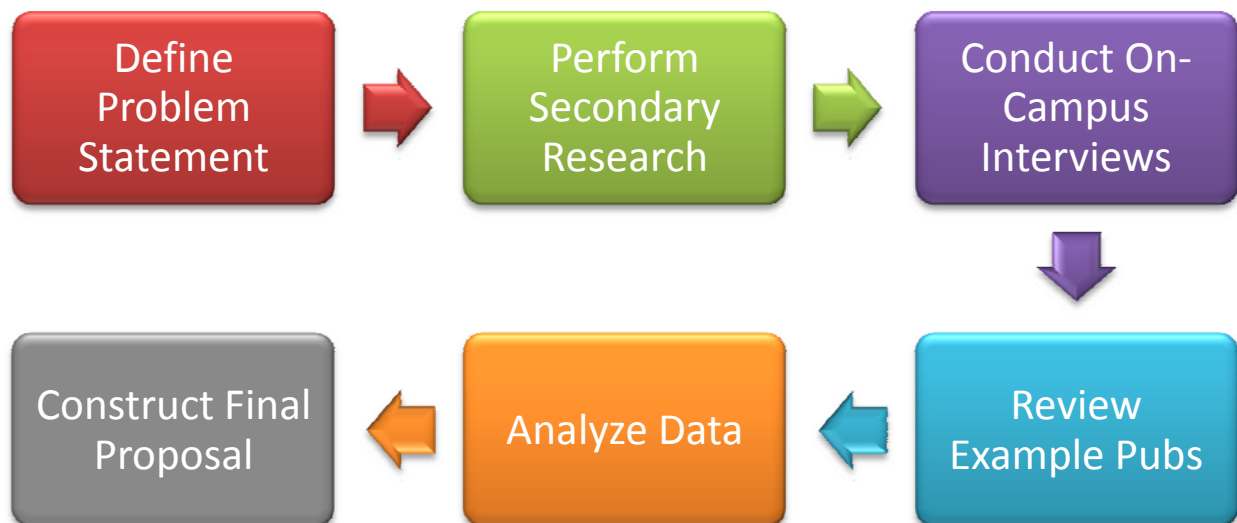 Define
Problem
Statement
Perform
Secondary
Research
Conduct On-
Campus
Interviews
Review
Example Pubs
Analyze Data
Construct Final
Proposal